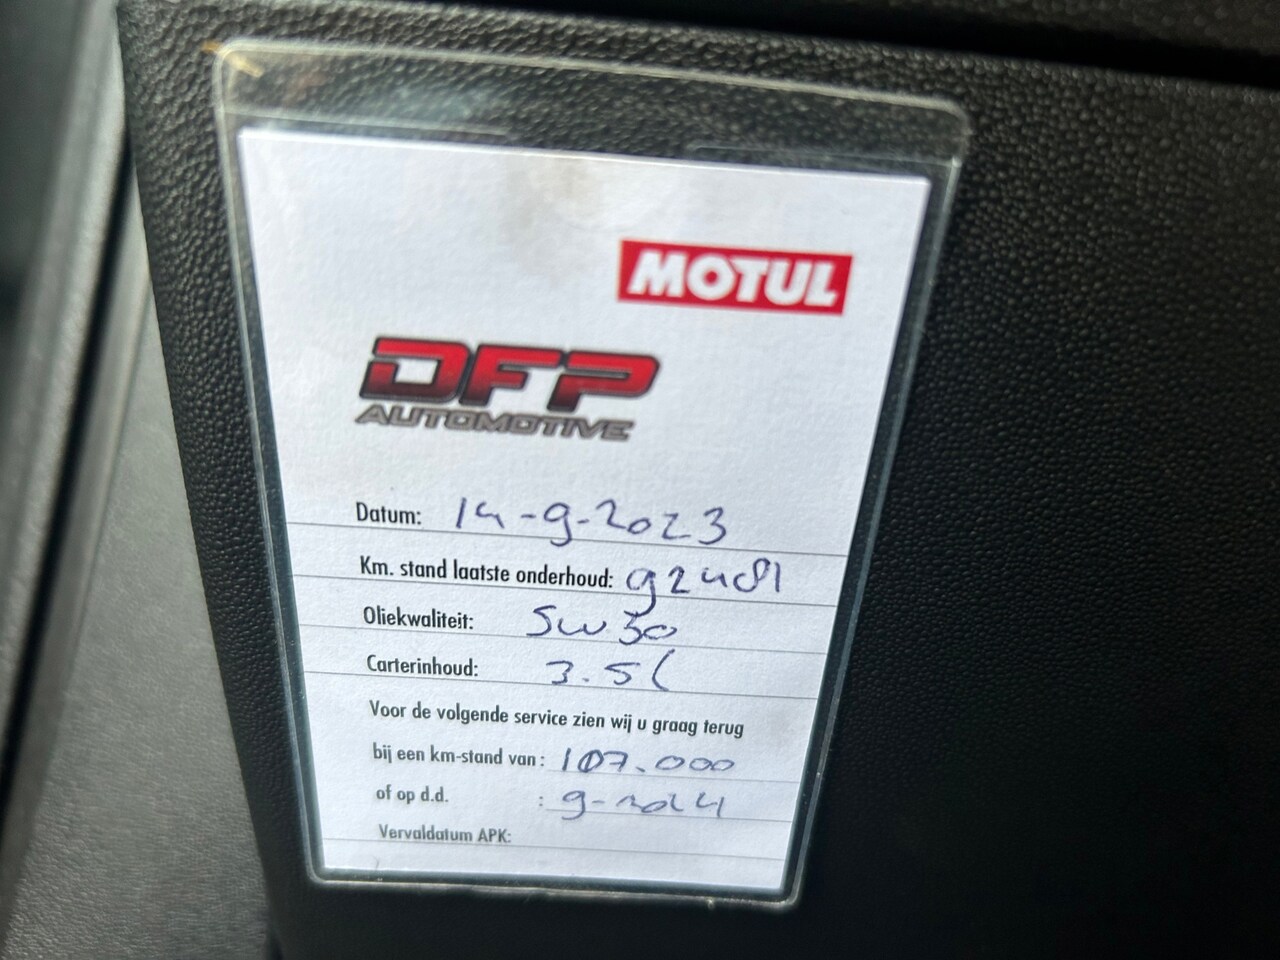 MOTUL
DFP
AUTOMOTIVE
Datum: 14-9-2023
Km. stand laatste onderhoud: 92481
Oliekwaliteit: 5w30
Carterinhoud: 3.5l
Voor de volgende service zien wij u graag terug
bij een km-stand van: 107.000
of op d.d. : 9-2024
Vervaldatum APK: